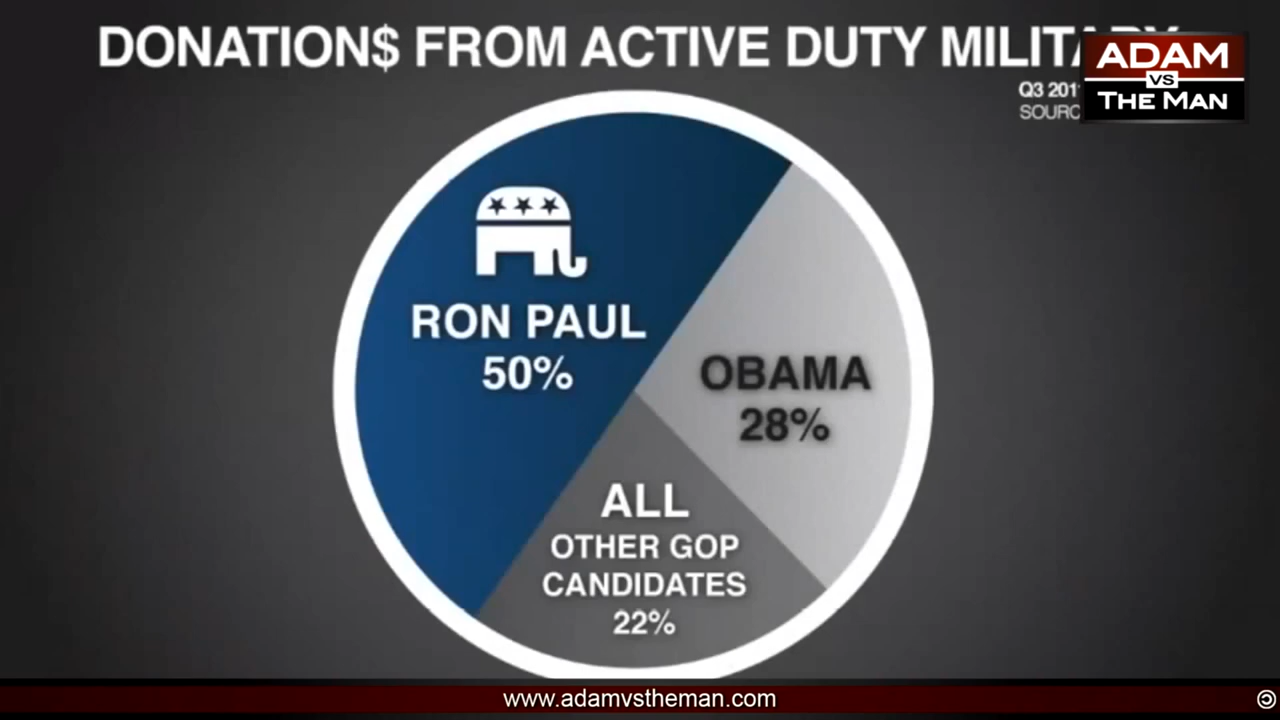 DONATION$ FROM ACTIVE DUTY
ADAM
VS
THE MAN
Q3
RON PAUL
50%
OBAMA
28%
ALL
OTHER GOP
CANDIDATES
22%
www.adamvstheman.com